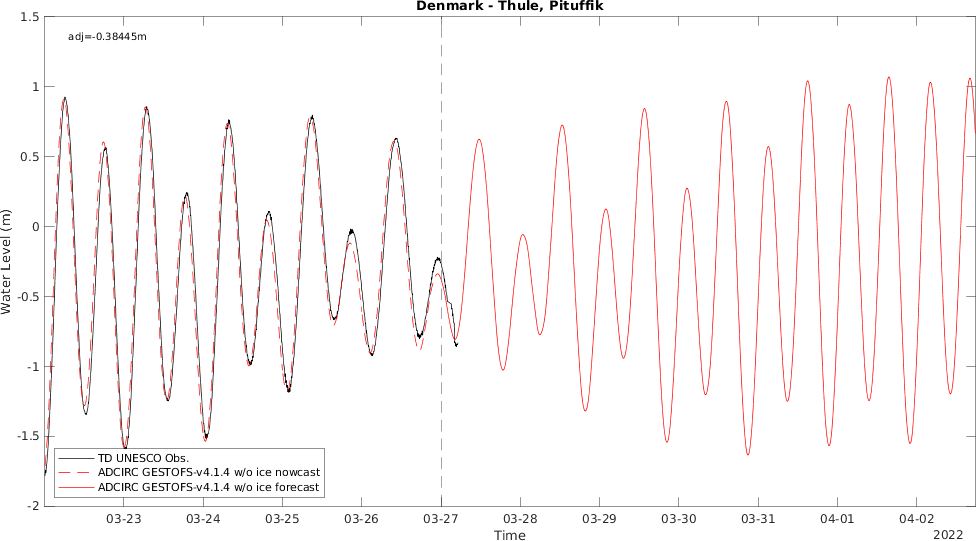 Denmark - Thule, Pituffik
adj=-0.38445m
1.5
1
0.5
0
-0.5
-1
-1.5
-2
Water Level (m)
TD UNESCO Obs.
ADCIRC GESTOFS-v4.1.4 w/o ice nowcast
ADCIRC GESTOFS-v4.1.4 w/o ice forecast
03-23 03-24 03-25 03-26 03-27 03-28 03-29 03-30 03-31 04-01 04-02
Time
2022